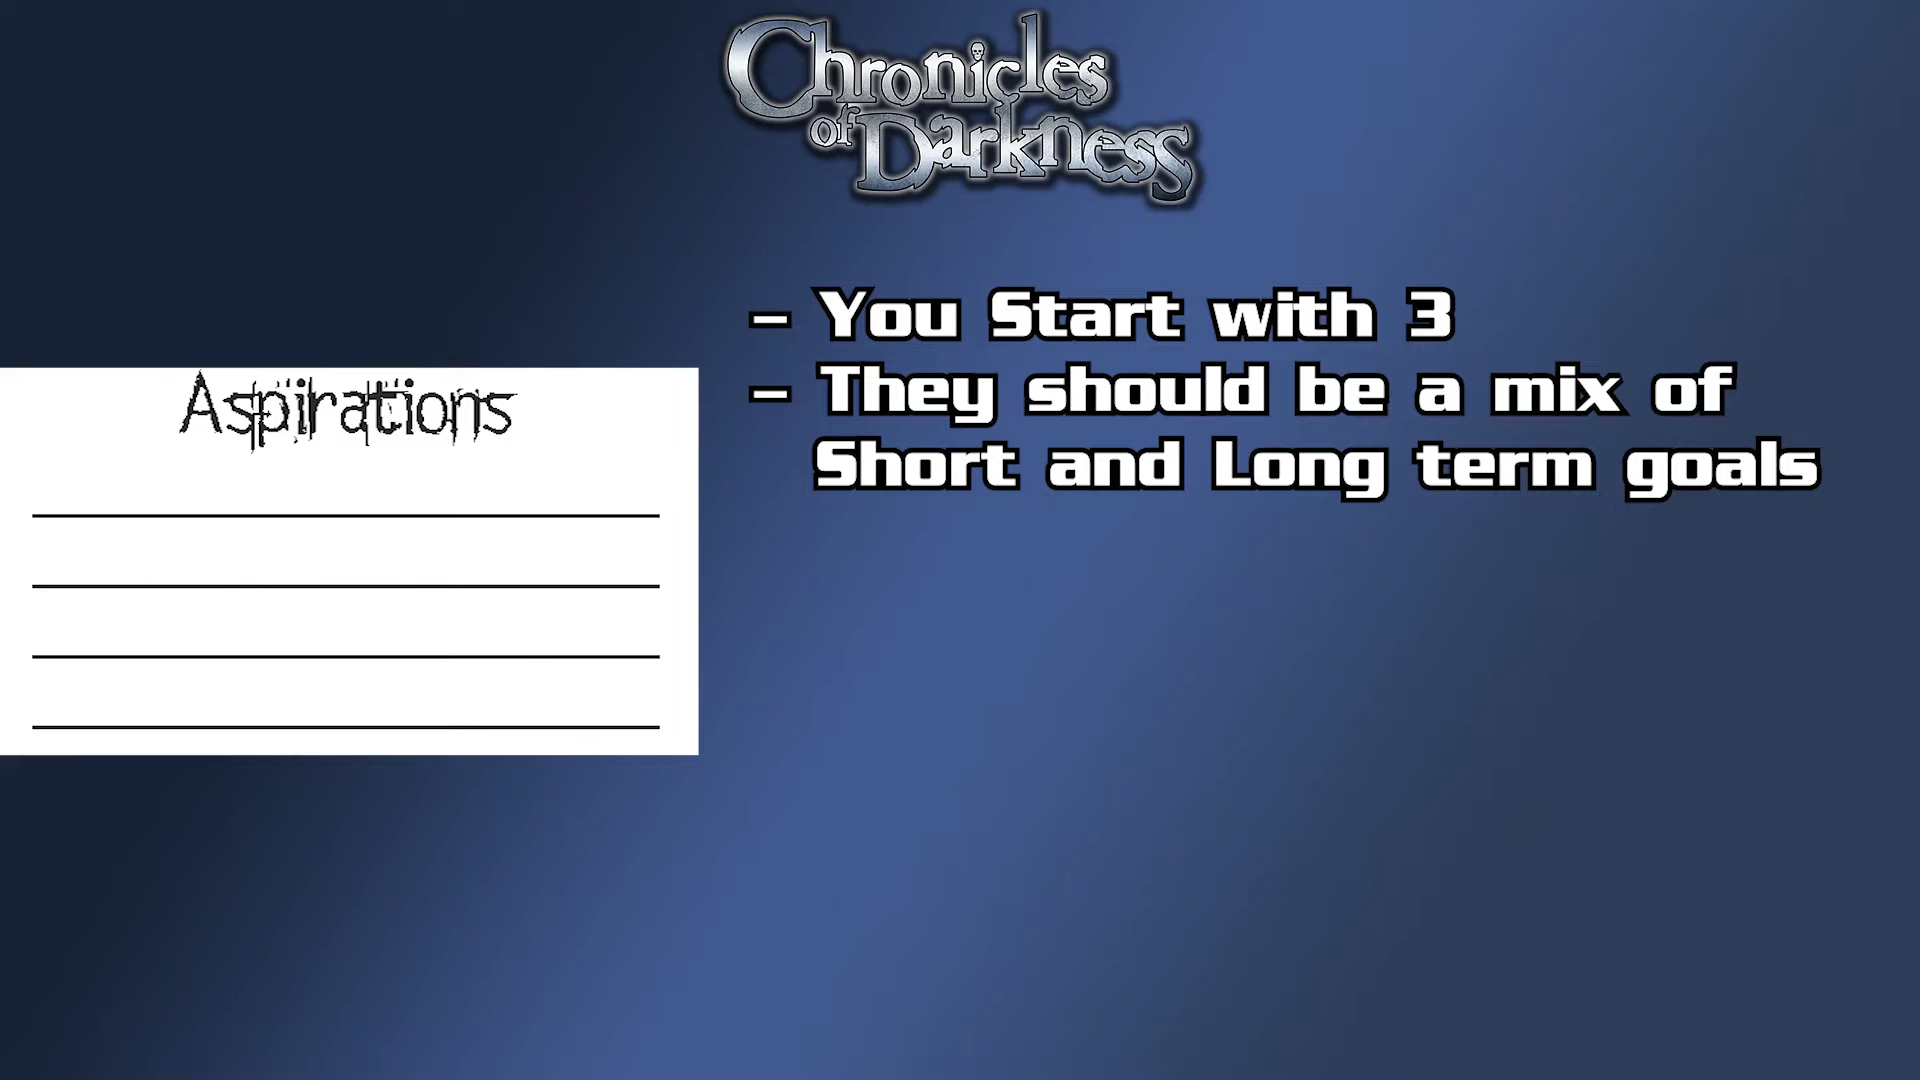 Chronicles
of Darkness
- You Start with 3
- They should be a mix of
Short and Long term goals
Aspirations